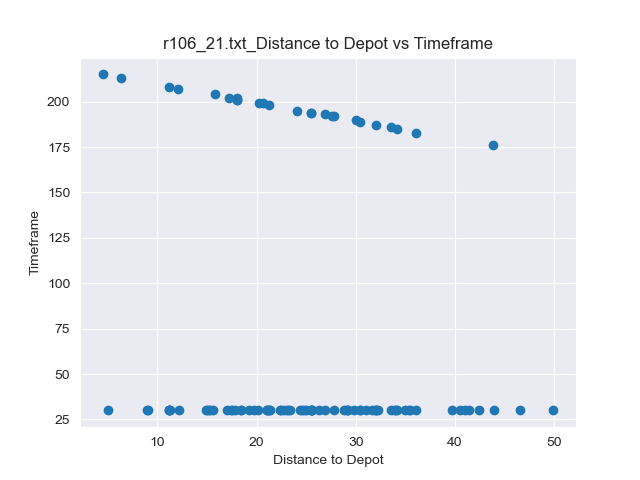 r106_21.txt_Distance to Depot vs Timeframe
200
175
150
125
100
75
50
25
Timeframe
10 20 30 40 50
Distance to Depot